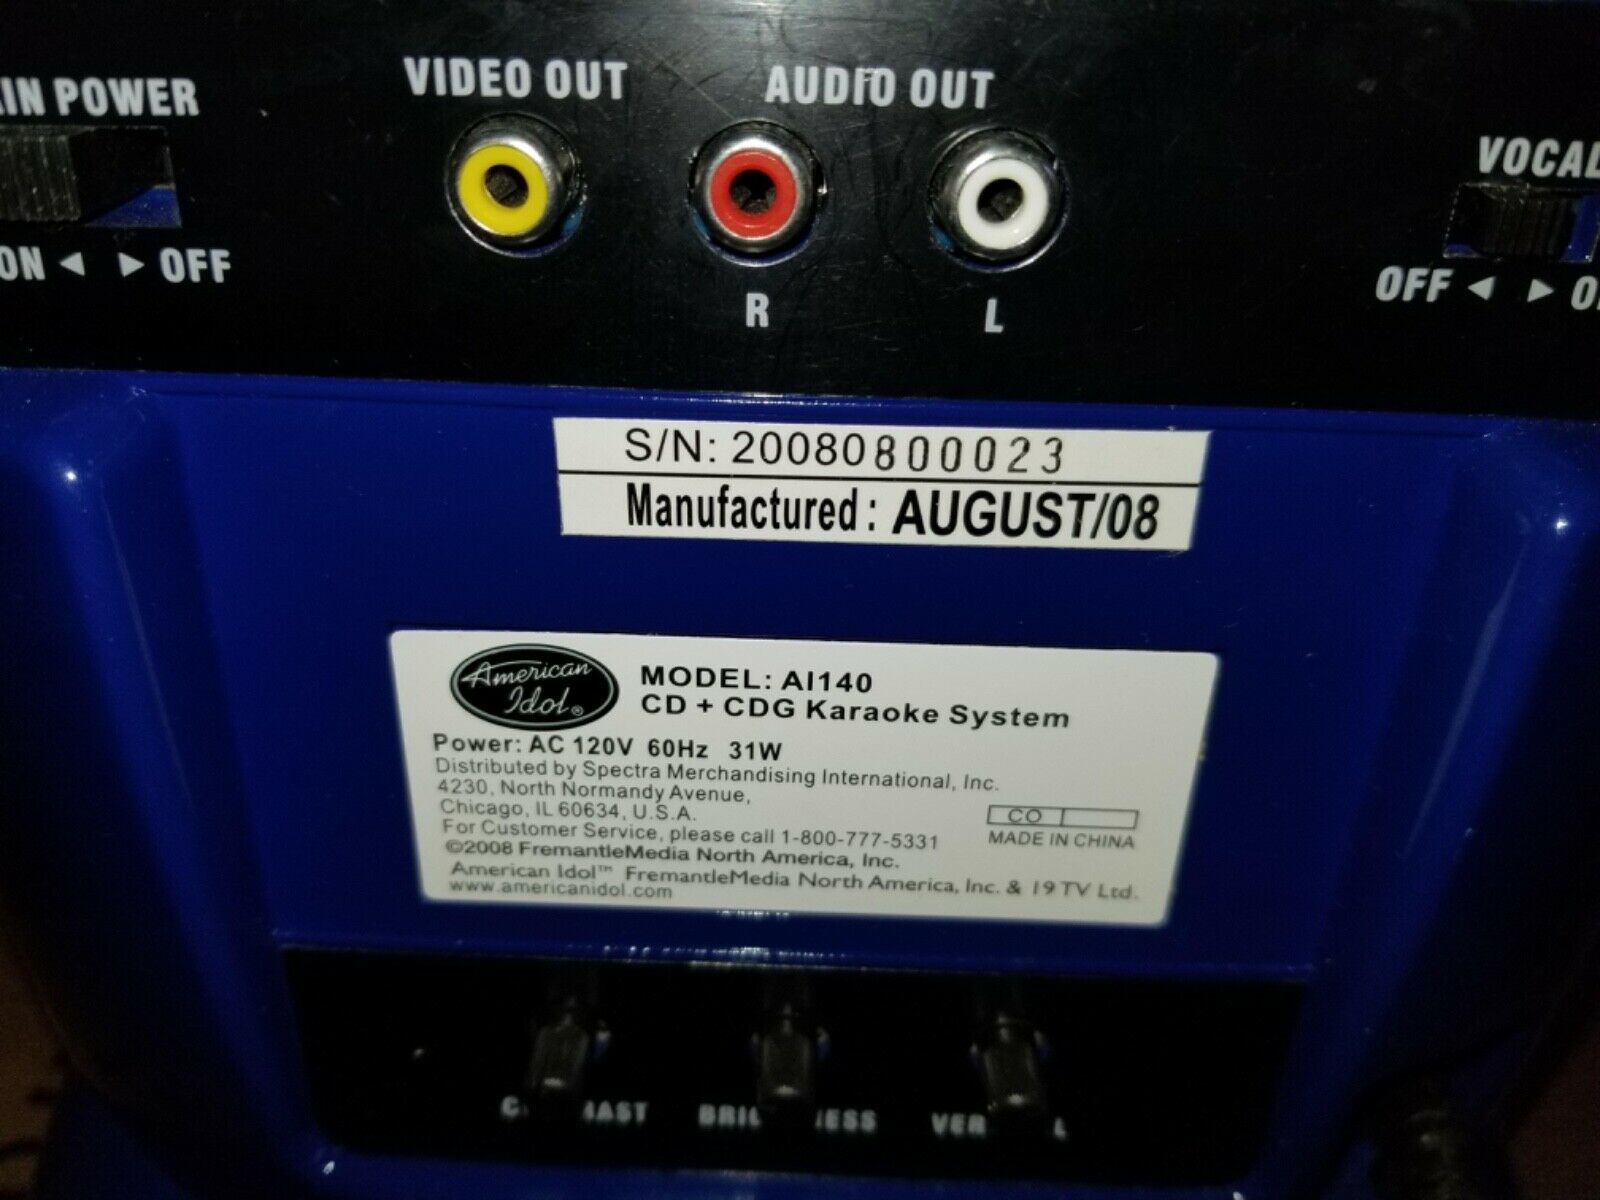 VIDEO OUT AUDIO OUT
POWER
VOCAL
ON ◄ ► OFF
OFF ◄ ►
R L
S/N: 20080800023
Manufactured : AUGUST/08
American
Idol®
MODEL: AI140
CD + CDG Karaoke System
Power: AC 120V 60Hz 31W
Distributed by Spectra Merchandising International, Inc.
4230, North Normandy Avenue,
Chicago, IL 60634, U.S.A.
For Customer Service, please call 1-800-777-5331
CO
MADE IN CHINA
©2008 FremantleMedia North America, Inc.
American Idol™ FremantleMedia North America, Inc. & 19 TV Ltd.
www.americanidol.com